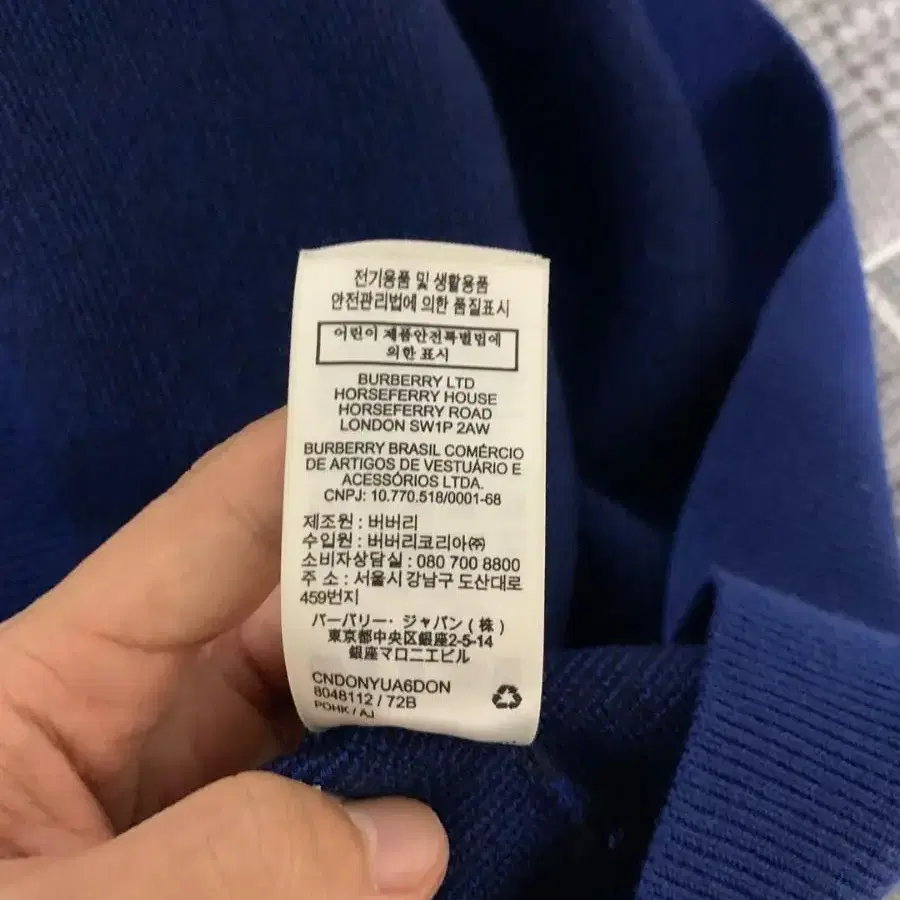 전기용품 및 생활용품
안전관리법에 의한 품질표시
어린이 제품안전특별법에
의한 표시
BURBERRY LTD
HORSEFERRY HOUSE
HORSEFERRY ROAD
LONDON SW1P 2AW
BURBERRY BRASIL COMÉRCIO
DE ARTIGOS DE VESTUÁRIO E
ACESSÓRIOS LTDA.
CNPJ: 10.770.518/0001-68
제조원 : 버버리
수입원 : 버버리코리아㈜
소비자상담실 : 080 700 8800
주 소 : 서울시 강남구 도산대로
459번지
バーバリー・ジャパン(株)
東京都中央区銀座2-5-14
銀座マロニエビル
CNDONYUA6DON
8048112 / 72B
POHK / AJ